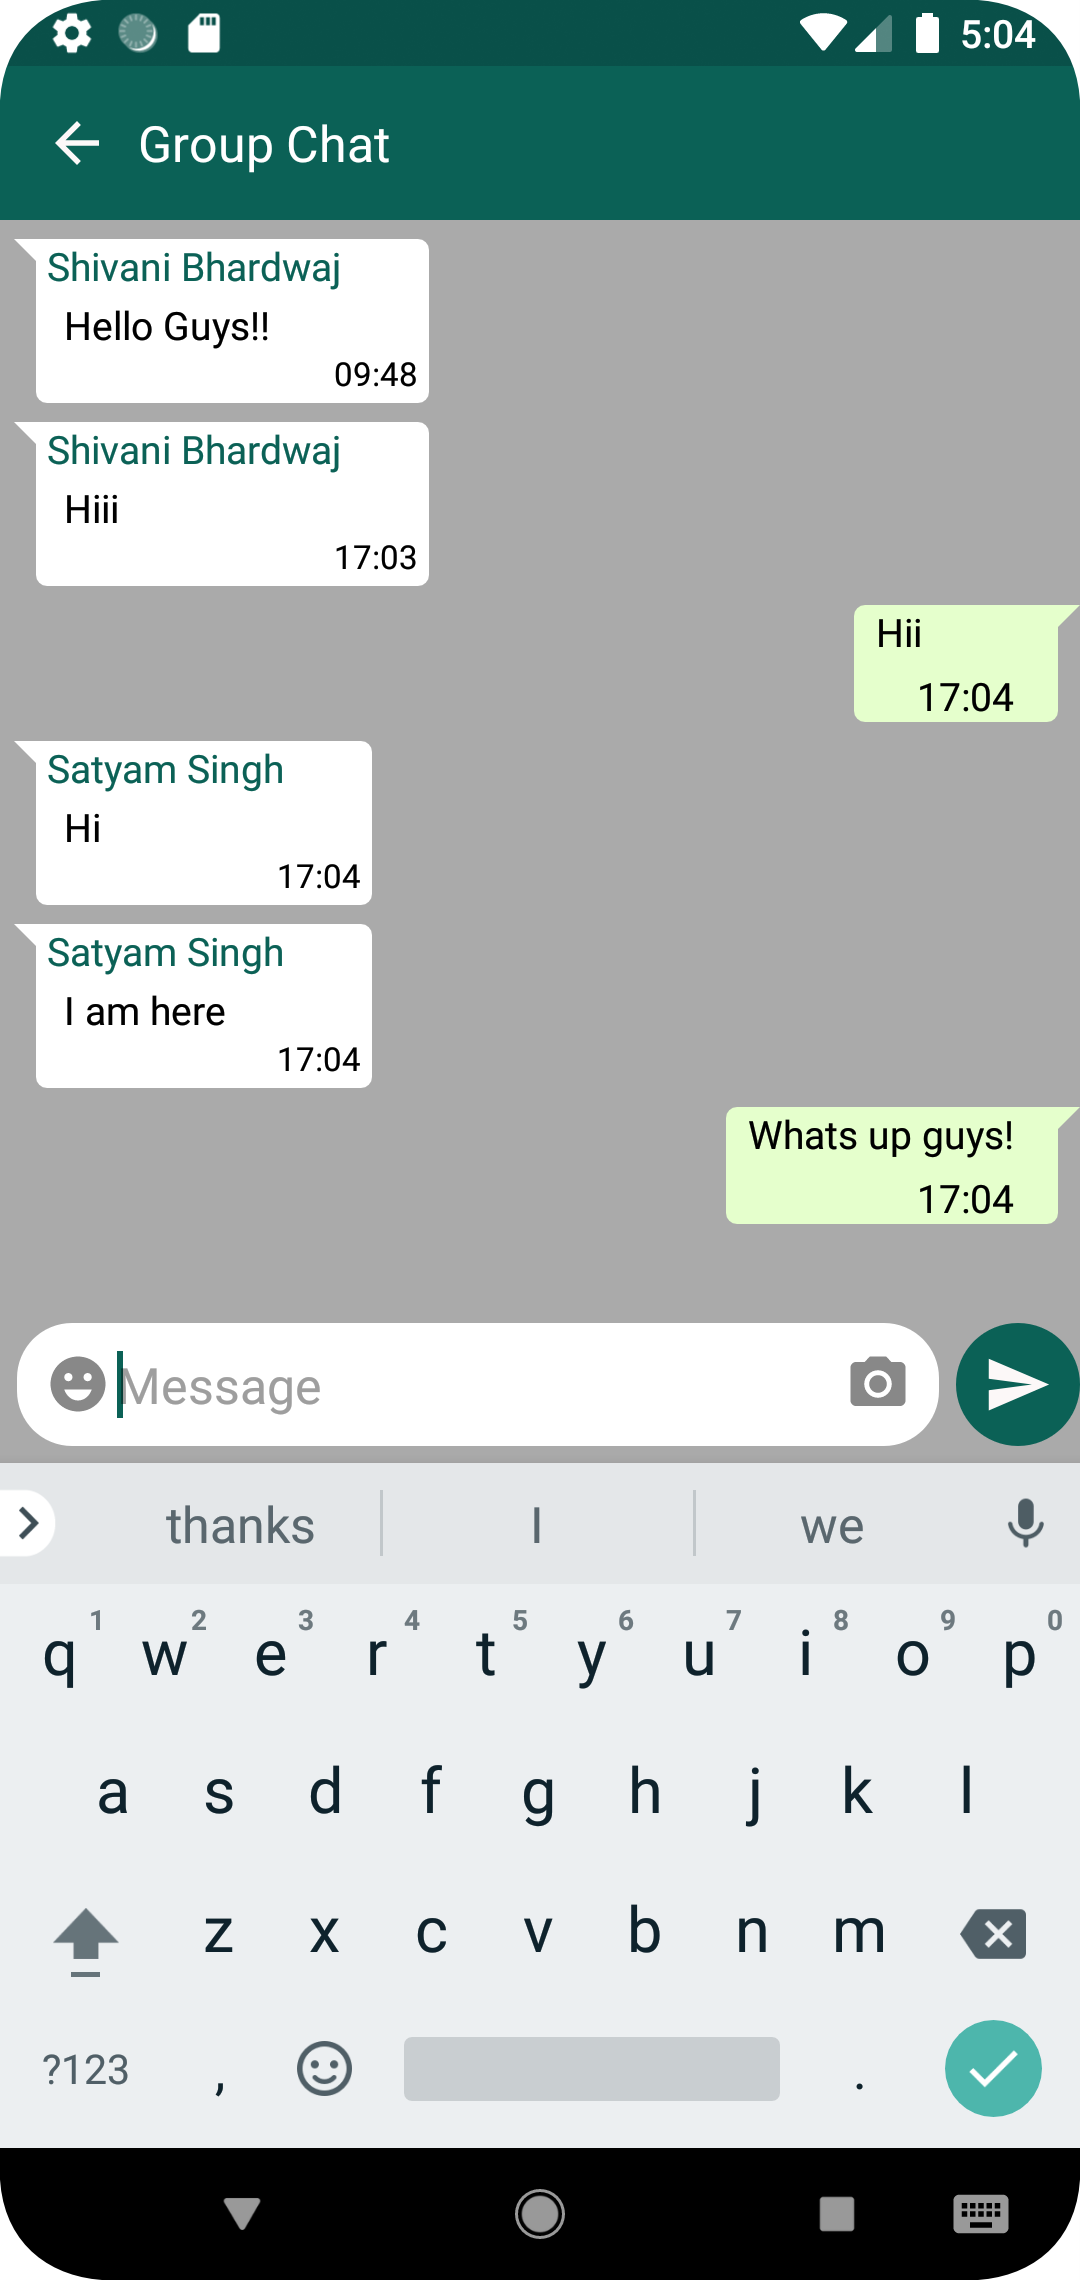 5:04
Group Chat
Shivani Bhardwaj
Hello Guys!!
09:48
Shivani Bhardwaj
Hiii
17:03
Hii
17:04
Satyam Singh
Hi
17:04
Satyam Singh
I am here
17:04
Whats up guys!
17:04
Message
thanks I we
1 2 3 4 5 6 7 8 9 0
q w e r t y u i o p
a s d f g h j k l
z x c v b n m
?123 , .